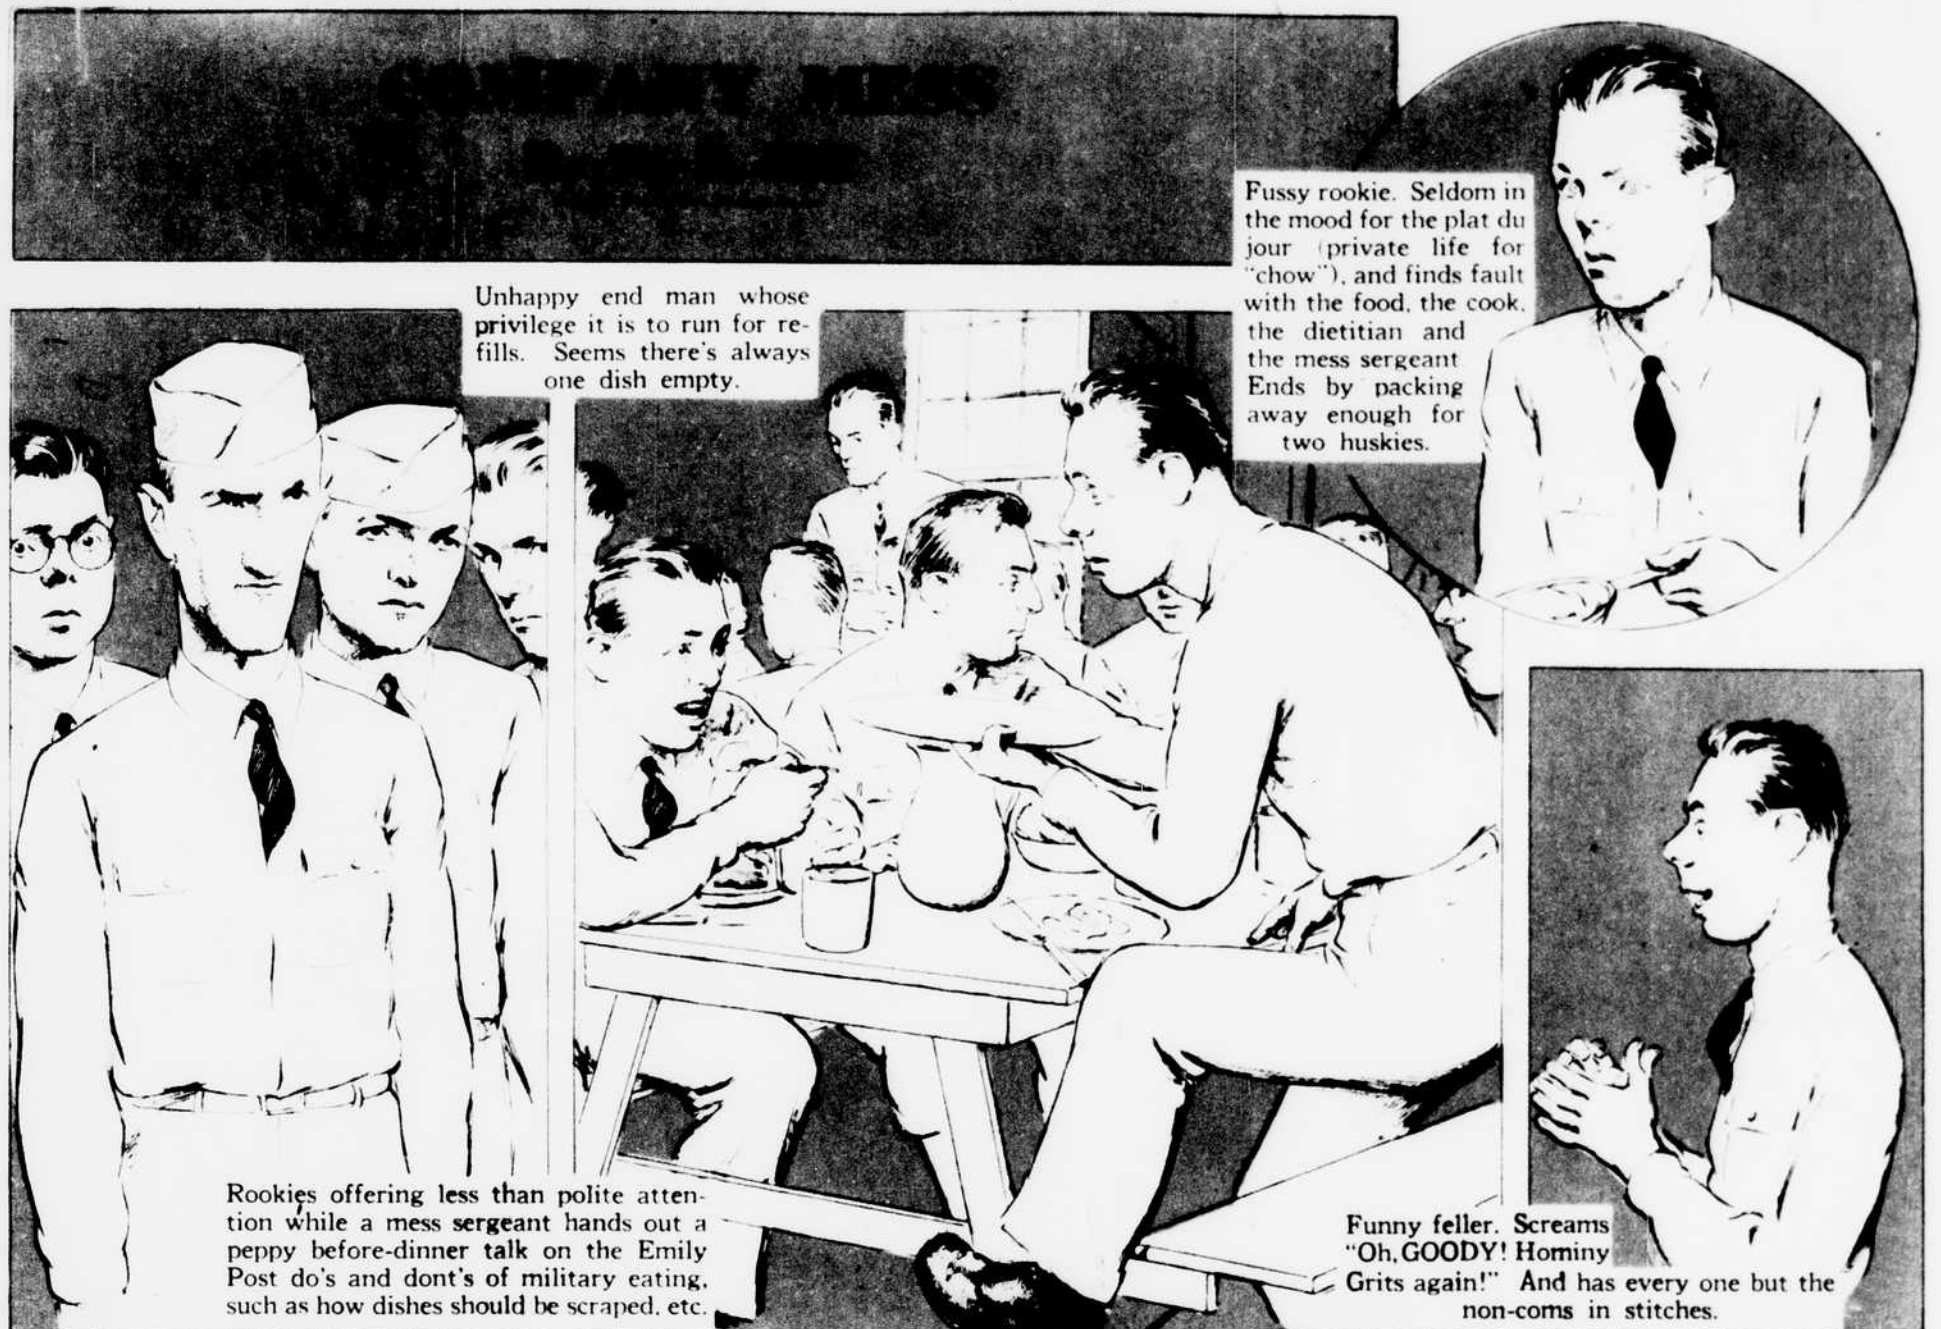 COMPANY MESS
Unhappy end man whose
privilege it is to run for re-
fills. Seems there's always
one dish empty.
Fussy rookie. Seldom in
the mood for the plat du
jour (private life for
"chow"), and finds fault
with the food, the cook,
the dietitian and
the mess sergeant
Ends by packing
away enough for
two huskies.
Rookies offering less than polite atten-
tion while a mess sergeant hands out a
peppy before-dinner talk on the Emily
Post do's and dont's of military eating,
such as how dishes should be scraped, etc.
Funny feller. Screams
"Oh, GOODY! Hominy
Grits again!" And has every one but the
non-coms in stitches.